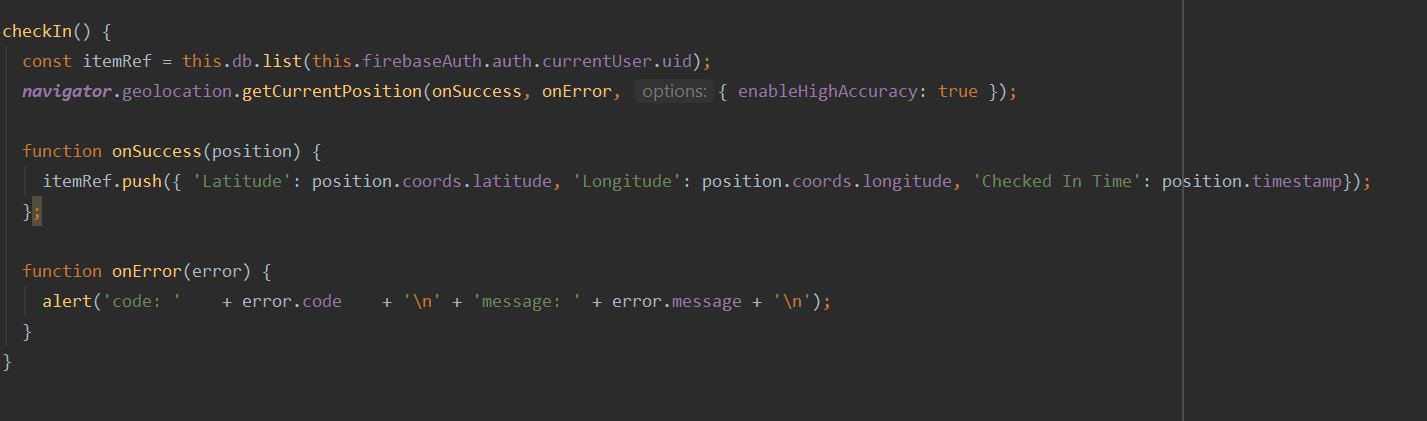 checkIn() {
  const itemRef = this.db.list(this.firebaseAuth.auth.currentUser.uid);
  navigator.geolocation.getCurrentPosition(onSuccess, onError, options: { enableHighAccuracy: true });
  function onSuccess(position) {
    itemRef.push({ 'Latitude': position.coords.latitude, 'Longitude': position.coords.longitude, 'Checked In Time': position.timestamp});
  };
  function onError(error) {
    alert('code: '    + error.code    + '\n' + 'message: ' + error.message + '\n');
  }
}